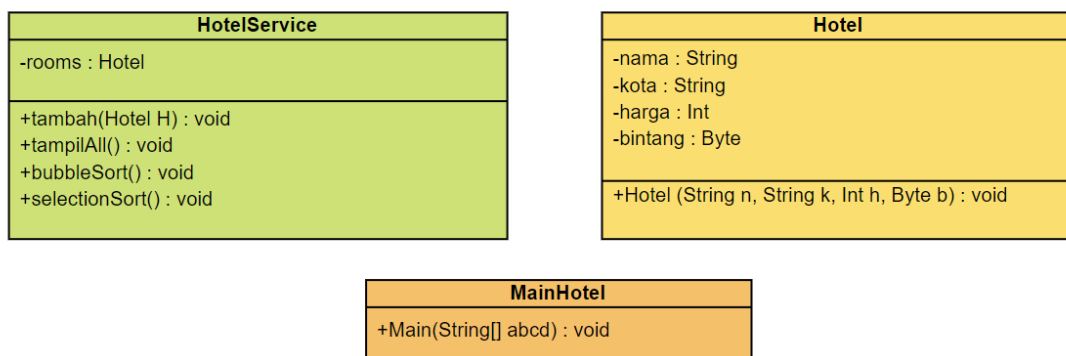 HotelService
-rooms : Hotel
+tambah(Hotel H) : void
+tampilAll() : void
+bubbleSort() : void
+selectionSort() : void
Hotel
-nama : String
-kota : String
-harga : Int
-bintang : Byte
+Hotel (String n, String k, Int h, Byte b) : void
MainHotel
+Main(String[] abcd) : void